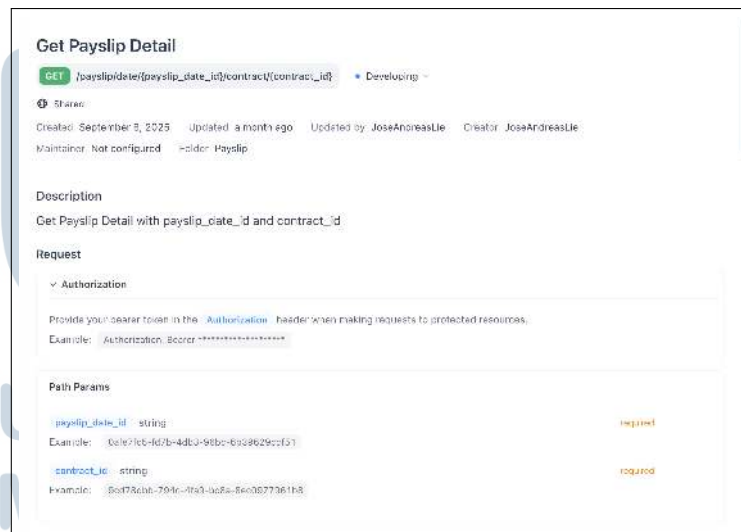 Get Payslip Detail
GET /payslip/date/{payslip_date_id}/contract/{contract_id} Developing
Shared
Created September 8, 2025 Updated a month ago Updated by JoseAndreasLie Creator JoseAndreasLie
Maintainer Not configured Folder Payslip
Description
Get Payslip Detail with payslip_date_id and contract_id
Request
Authorization
Provide your bearer token in the Authorization header when making requests to protected resources.
Example: Authorization: Bearer ********************
Path Params
payslip_date_id string required
Example:
contract_id string required
Example: